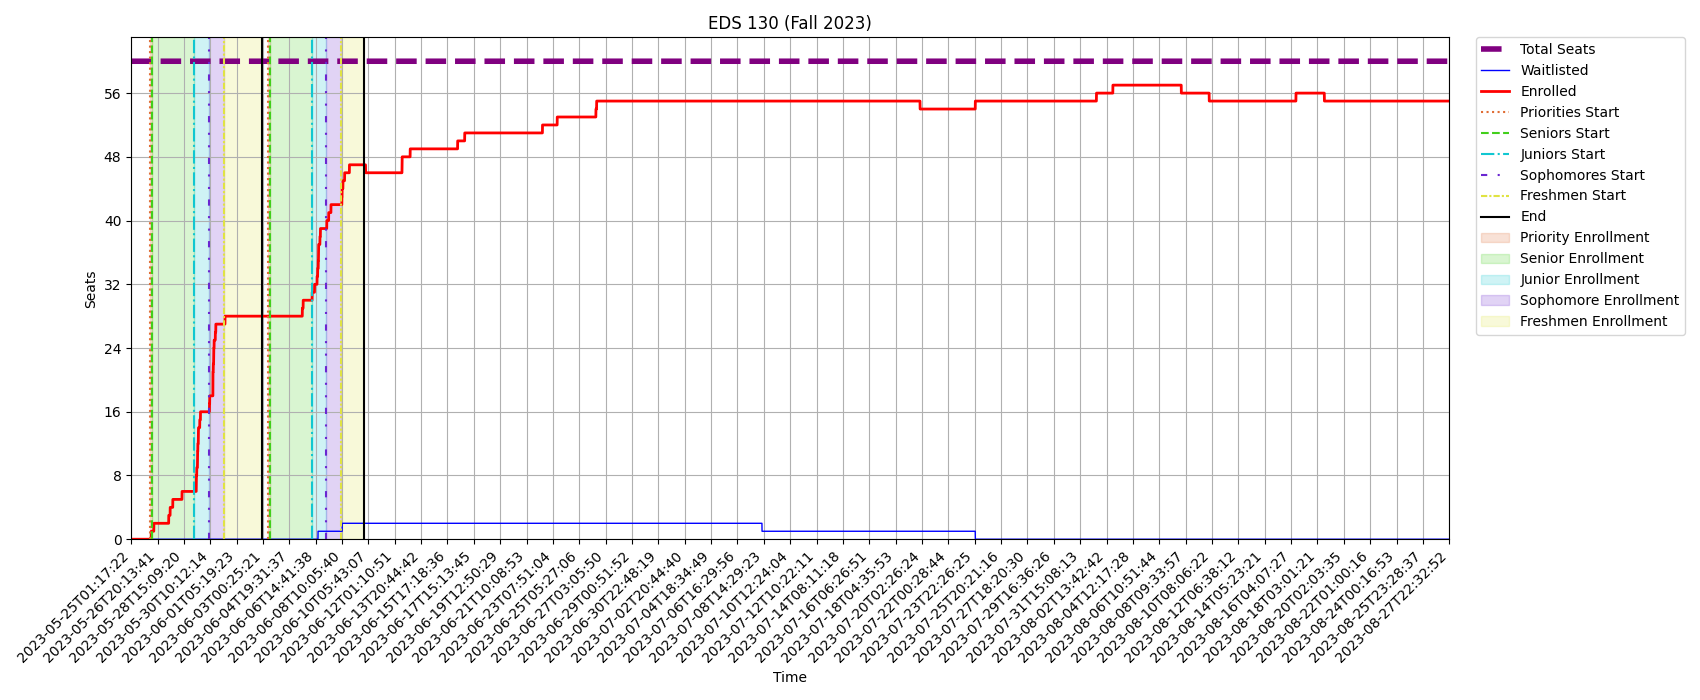 EDS 130 (Fall 2023)
Seats
56
48
40
32
24
16
8
0
2023-05-25T01:17:22
2023-05-26T20:13:41
2023-05-28T15:09:20
2023-05-30T10:12:14
2023-06-01T05:19:23
2023-06-03T00:25:21
2023-06-04T19:31:37
2023-06-06T14:41:38
2023-06-08T10:05:40
2023-06-10T05:43:07
2023-06-12T01:10:51
2023-06-13T20:44:42
2023-06-15T17:18:36
2023-06-17T15:13:45
2023-06-19T12:50:29
2023-06-21T10:08:53
2023-06-23T07:51:04
2023-06-25T05:27:06
2023-06-27T03:05:50
2023-06-29T00:51:52
2023-06-30T22:48:19
2023-07-02T20:44:40
2023-07-04T18:34:49
2023-07-06T16:29:56
2023-07-08T14:29:23
2023-07-10T12:24:04
2023-07-12T10:22:11
2023-07-14T08:11:18
2023-07-16T06:26:51
2023-07-18T04:35:53
2023-07-20T02:26:24
2023-07-22T00:28:44
2023-07-23T22:26:25
2023-07-25T20:21:16
2023-07-27T18:20:30
2023-07-29T16:36:26
2023-07-31T15:08:13
2023-08-02T13:42:42
2023-08-04T12:17:28
2023-08-06T10:51:44
2023-08-08T09:33:57
2023-08-10T08:06:22
2023-08-12T06:38:12
2023-08-14T05:23:21
2023-08-16T04:07:27
2023-08-18T03:01:21
2023-08-20T02:03:35
2023-08-22T01:00:16
2023-08-24T00:16:53
2023-08-25T23:28:37
2023-08-27T22:32:52
Time
Total Seats
Waitlisted
Enrolled
Priorities Start
Seniors Start
Juniors Start
Sophomores Start
Freshmen Start
End
Priority Enrollment
Senior Enrollment
Junior Enrollment
Sophomore Enrollment
Freshmen Enrollment